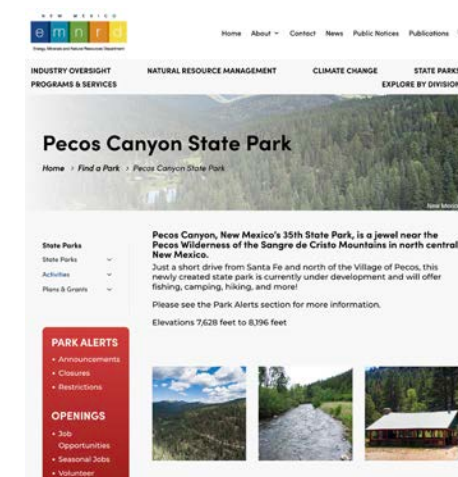 NEW MEXICO
emnrd
Energy, Minerals and Natural Resources Department
Home About Contact News Public Notices Publications
INDUSTRY OVERSIGHT NATURAL RESOURCE MANAGEMENT CLIMATE CHANGE STATE PARKS
PROGRAMS & SERVICES EXPLORE BY DIVISION
Pecos Canyon State Park
Home > Find a Park > Pecos Canyon State Park
New Mexico
Pecos Canyon, New Mexico's 35th State Park, is a jewel near the
Pecos Wilderness of the Sangre de Cristo Mountains in north central
New Mexico.
Just a short drive from Santa Fe and north of the Village of Pecos, this
newly created state park is currently under development and will offer
fishing, camping, hiking, and more!
Please see the Park Alerts section for more information.
Elevations 7,628 feet to 8,196 feet
State Parks
State Parks
Activities
Plans & Grants
PARK ALERTS
• Announcements
• Closures
• Restrictions
OPENINGS
• Job
Opportunities
• Seasonal Jobs
• Volunteer